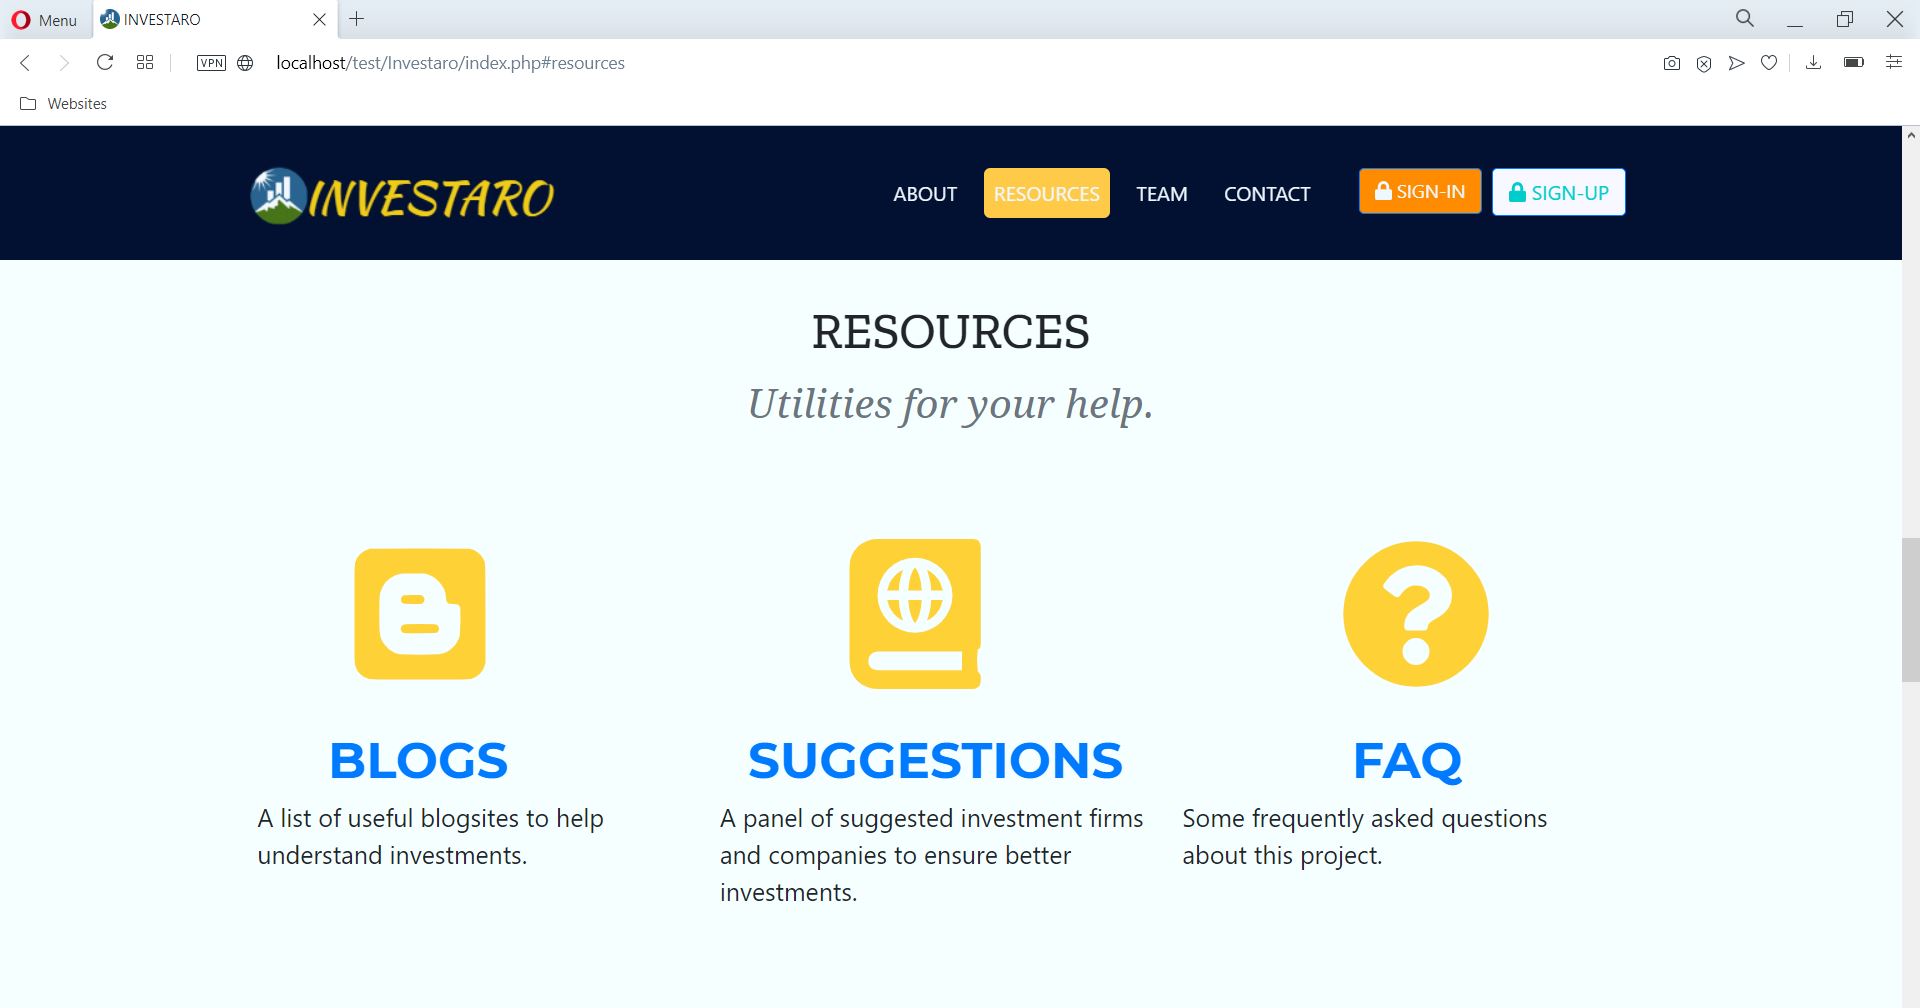 Menu
INVESTARO
VPN
localhost/test/Investaro/index.php#resources
Websites
INVESTARO
ABOUT RESOURCES TEAM CONTACT SIGN-IN SIGN-UP
RESOURCES
Utilities for your help.
BLOGS
A list of useful blogsites to help
understand investments.
SUGGESTIONS
A panel of suggested investment firms
and companies to ensure better
investments.
FAQ
Some frequently asked questions
about this project.